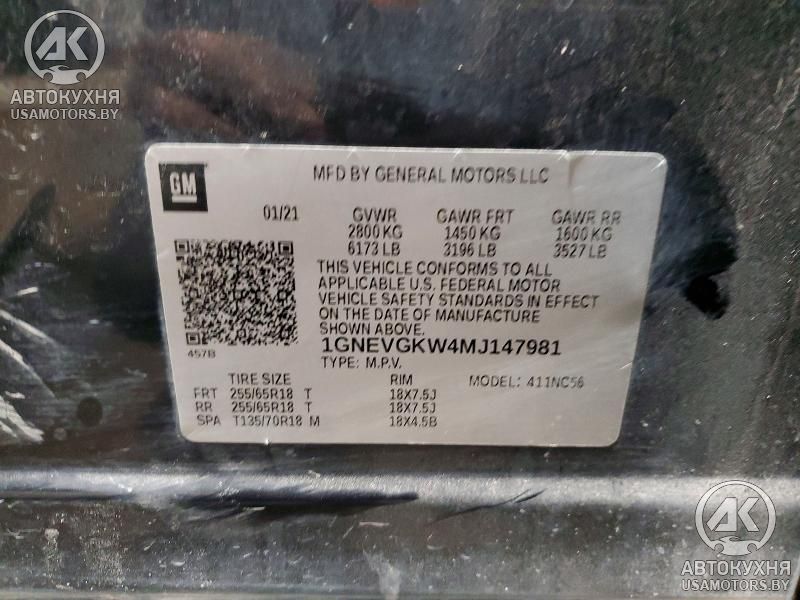 AK
АВТОКУХНЯ
USAMOTORS.BY
GM
MFD BY GENERAL MOTORS LLC
01/21 GVWR GAWR FRT GAWR RR
2800 KG 1450 KG 1600 KG
6173 LB 3196 LB 3527 LB
THIS VEHICLE CONFORMS TO ALL
APPLICABLE U.S. FEDERAL MOTOR
VEHICLE SAFETY STANDARDS IN EFFECT
ON THE DATE OF MANUFACTURE
SHOWN ABOVE.
457B
1GNEVGKW4MJ147981
TYPE: M.P.V.
TIRE SIZE RIM MODEL: 411NC56
FRT 255/65R18 T 18X7.5J
RR 255/65R18 T 18X7.5J
SPA T135/70R18 M 18X4.5B
AK
АВТОКУХНЯ
USAMOTORS.BY